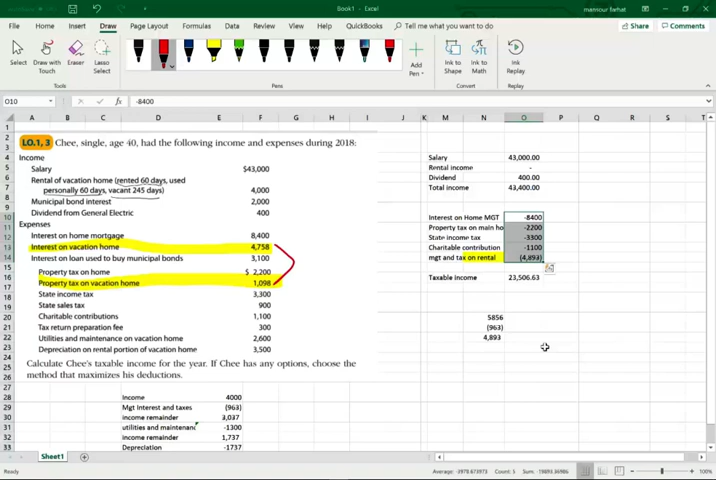 Book1 - Excel
mansour farhat
File Home Insert Draw Page Layout Formulas Data Review View QuickBooks Tell me what you want to do Share Comments
Select Draw with Touch Eraser Lasso Select Add Pen Ink to Shape Ink to Math Ink Replay
Tools Pens Convert Replay
O10 fx -8400
A B C D E F G H I J K M N O P Q R S T
LO.1, 3 Chee, single, age 40, had the following income and expenses during 2018:
Income
Salary $43,000
Rental of vacation home (rented 60 days, used
personally 60 days, vacant 245 days) 4,000
Municipal bond interest 2,000
Dividend from General Electric 400
Expenses
Interest on home mortgage 8,400
Interest on vacation home 4,758
Interest on loan used to buy municipal bonds 3,100
Property tax on home $ 2,200
Property tax on vacation home 1,098
State income tax 3,300
State sales tax 900
Charitable contributions 1,100
Tax return preparation fee 300
Utilities and maintenance on vacation home 2,600
Depreciation on rental portion of vacation home 3,500
Calculate Chee's taxable income for the year. If Chee has any options, choose the
method that maximizes his deductions.
Income 4000
Mgt Interest and taxes (963)
income remainder 3,037
utilities and maintenan -1300
income remainder 1,737
Depreciation -1737
Salary 43,000.00
Rental income -
Dividend 400.00
Total income 43,400.00
Interest on Home MGT -8400
Property tax on main ho -2200
State income tax -3300
Charitable contribution -1100
mgt and tax on rental (4,893)
Taxable income 23,506.63
5856
(963)
4,893
Sheet1
Ready Average: -3978.673973 Count: 5 Sum: -19893.36986 100%